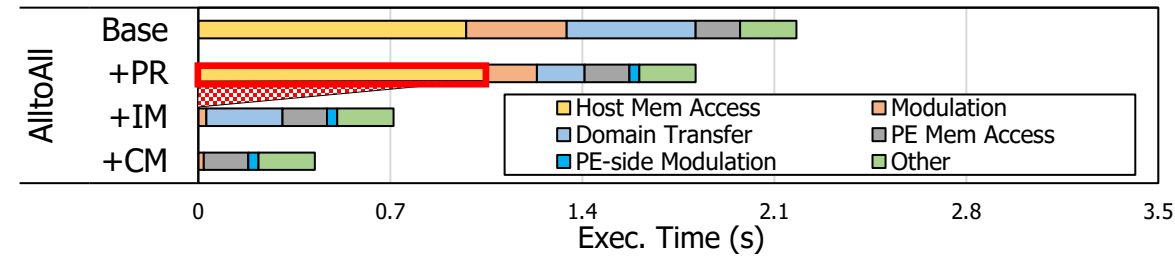 AlltoAll
Base
+PR
+IM
+CM
Host Mem Access
Modulation
Domain Transfer
PE Mem Access
PE-side Modulation
Other
0 0.7 1.4 2.1 2.8 3.5
Exec. Time (s)